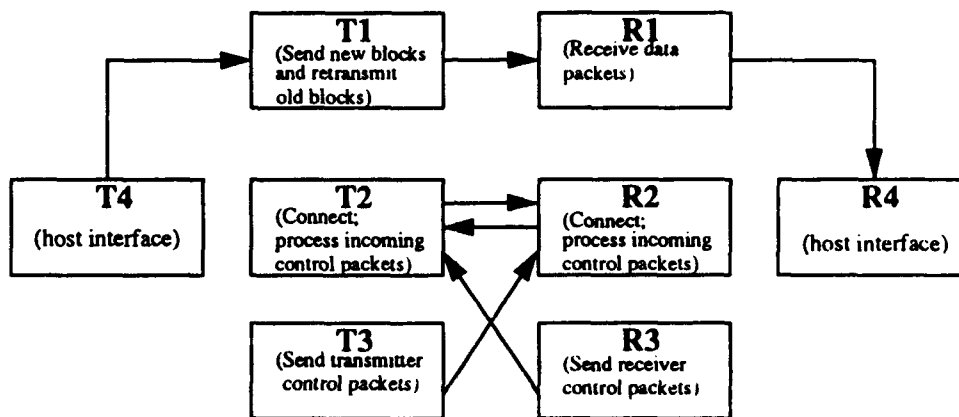 T1
(Send new blocks
and retransmit
old blocks)
R1
(Receive data
packets)
T4
(host interface)
T2
(Connect;
process incoming
control packets)
R2
(Connect;
process incoming
control packets)
R4
(host interface)
T3
(Send transmitter
control packets)
R3
(Send receiver
control packets)